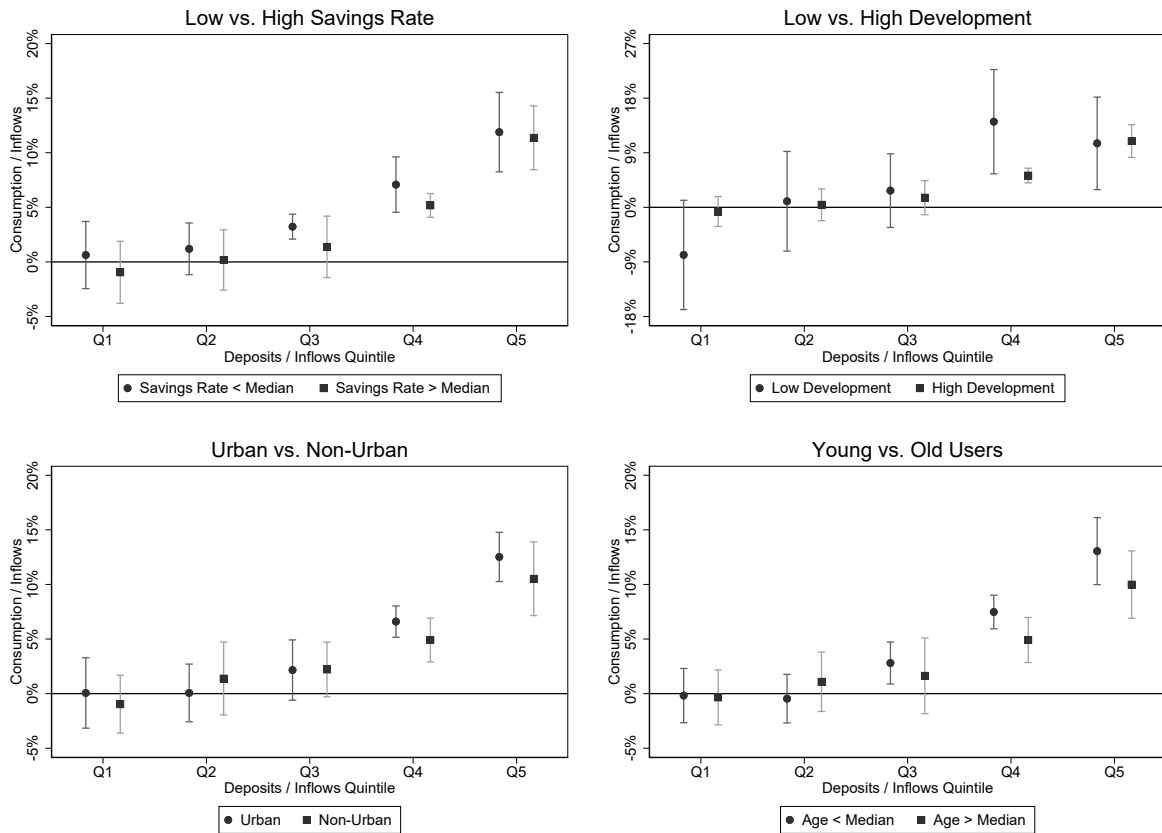 Low vs. High Savings Rate
Consumption / Inflows
20%
15%
10%
5%
0%
-5%
Q1 Q2 Q3 Q4 Q5
Deposits / Inflows Quintile
Savings Rate < Median Savings Rate > Median
Low vs. High Development
Consumption / Inflows
27%
18%
9%
0%
-9%
-18%
Q1 Q2 Q3 Q4 Q5
Deposits / Inflows Quintile
Low Development High Development
Urban vs. Non-Urban
Consumption / Inflows
20%
15%
10%
5%
0%
-5%
Q1 Q2 Q3 Q4 Q5
Deposits / Inflows Quintile
Urban Non-Urban
Young vs. Old Users
Consumption / Inflows
20%
15%
10%
5%
0%
-5%
Q1 Q2 Q3 Q4 Q5
Deposits / Inflows Quintile
Age < Median Age > Median